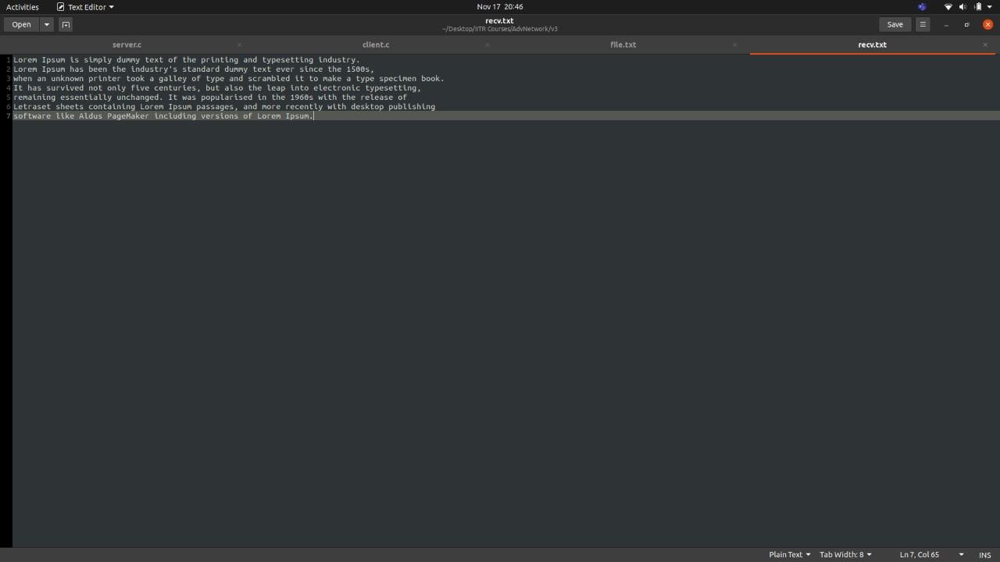 Activities Text Editor Nov 17 20:46
Open recv.txt Save
~/Desktop/IITR Courses/AdvNetwork/v3
server.c client.c file.txt recv.txt
1 Lorem Ipsum is simply dummy text of the printing and typesetting industry.
2 Lorem Ipsum has been the industry's standard dummy text ever since the 1500s,
3 when an unknown printer took a galley of type and scrambled it to make a type specimen book.
4 It has survived not only five centuries, but also the leap into electronic typesetting,
5 remaining essentially unchanged. It was popularised in the 1960s with the release of
6 Letraset sheets containing Lorem Ipsum passages, and more recently with desktop publishing
7 software like Aldus PageMaker including versions of Lorem Ipsum.
Plain Text Tab Width: 8 Ln 7, Col 65 INS